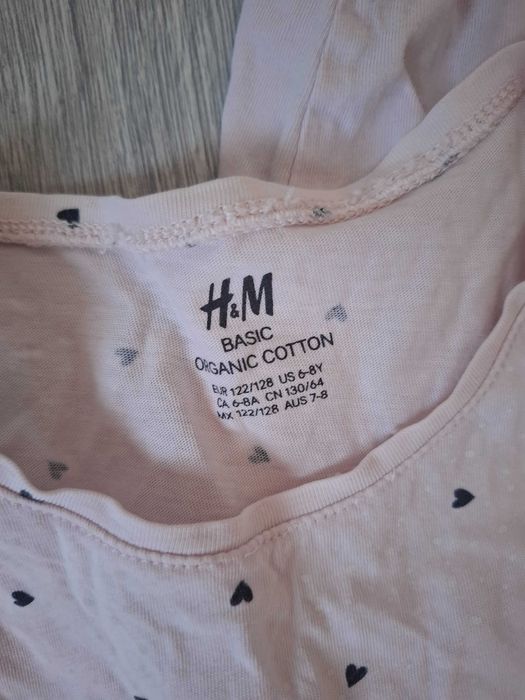 H&M
BASIC
ORGANIC COTTON
EUR 122/128 US 6-8Y
CA 6-8A CN 130/64
MX 122/128 AUS 7-8